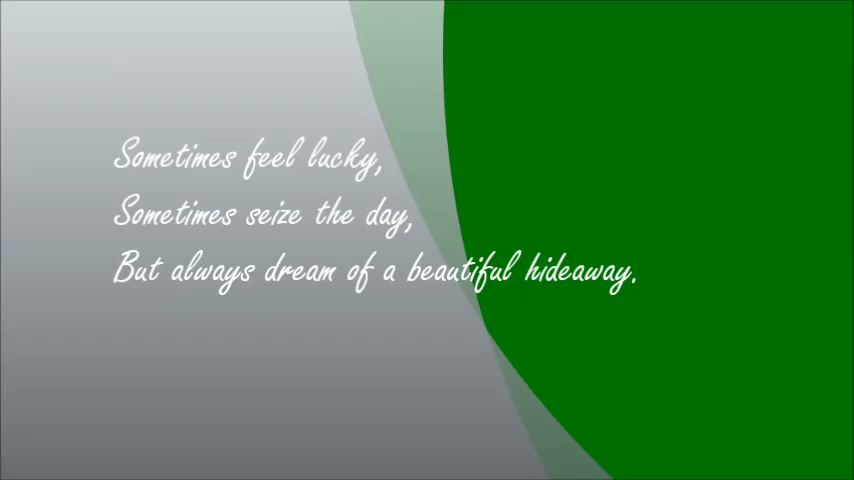 Sometimes feel lucky,
Sometimes seize the day,
But always dream of a beautiful hideaway.